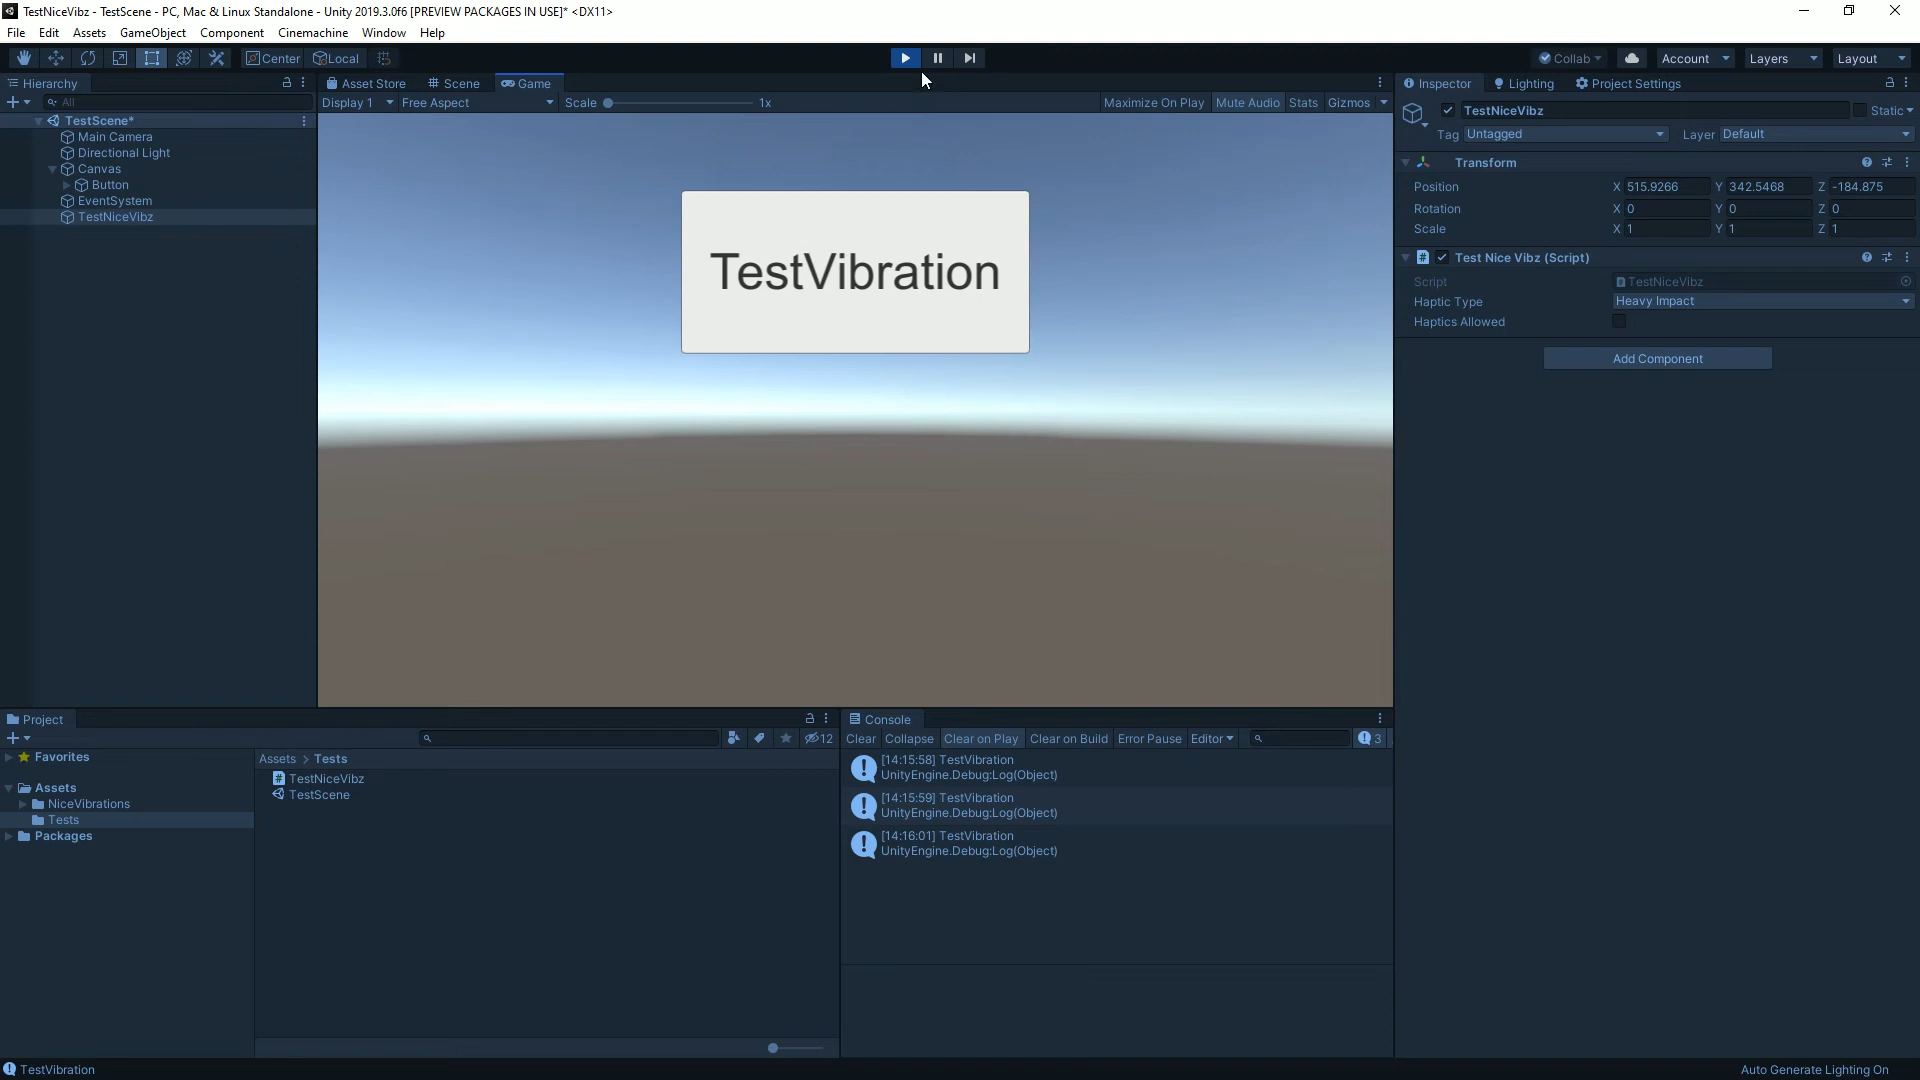 TestNiceVibz - TestScene - PC, Mac & Linux Standalone - Unity 2019.3.0f6 [PREVIEW PACKAGES IN USE]* <DX11>
File Edit Assets GameObject Component Cinemachine Window Help
Center Local Collab Account Layers Layout
Hierarchy
All
TestScene*
Main Camera
Directional Light
Canvas
Button
EventSystem
TestNiceVibz
Asset Store Scene Game
Display 1 Free Aspect Scale 1x Maximize On Play Mute Audio Stats Gizmos
TestVibration
Inspector Lighting Project Settings
TestNiceVibz Static
Tag Untagged Layer Default
Transform
Position X 515.9266 Y 342.5468 Z -184.875
Rotation X 0 Y 0 Z 0
Scale X 1 Y 1 Z 1
Test Nice Vibz (Script)
Script TestNiceVibz
Haptic Type Heavy Impact
Haptics Allowed
Add Component
Project
12
Favorites
Assets
NiceVibrations
Tests
Packages
Assets > Tests
TestNiceVibz
TestScene
Console
Clear Collapse Clear on Play Clear on Build Error Pause Editor 3
[14:15:58] TestVibration
UnityEngine.Debug:Log(Object)
[14:15:59] TestVibration
UnityEngine.Debug:Log(Object)
[14:16:01] TestVibration
UnityEngine.Debug:Log(Object)
TestVibration
Auto Generate Lighting On